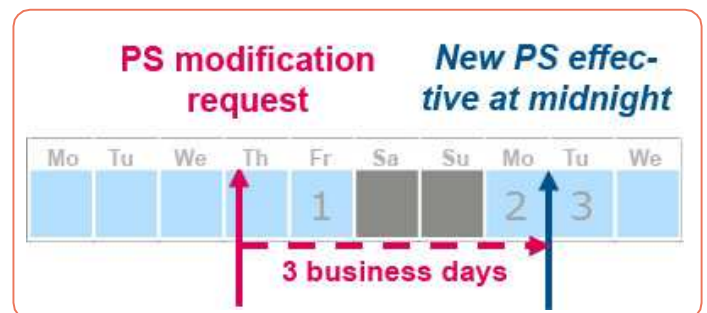 PS modification
request
New PS effec-
tive at midnight
Mo Tu We Th Fr Sa Su Mo Tu We
1 2 3
3 business days